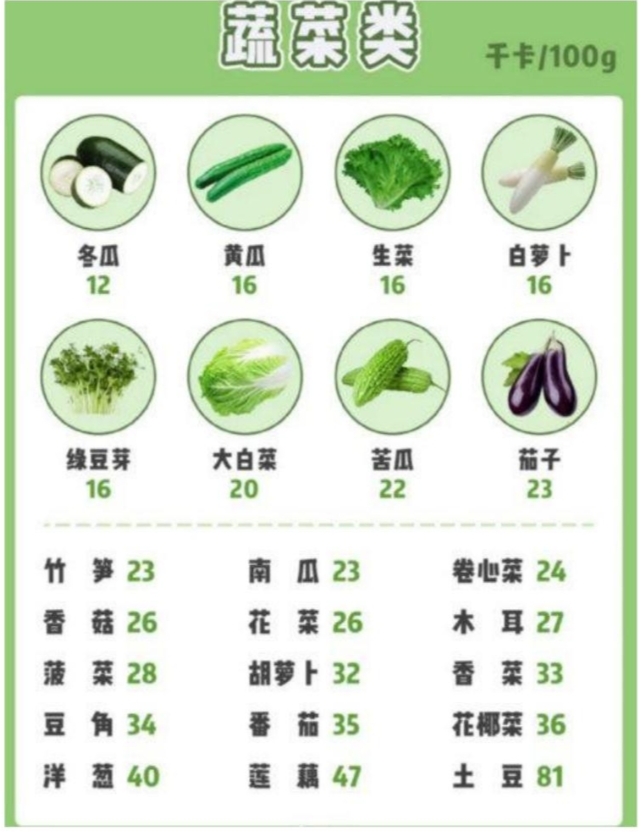 蔬菜类
千卡/100g
冬瓜 黄瓜 生菜 白萝卜
12 16 16 16
绿豆芽 大白菜 苦瓜 茄子
16 20 22 23
竹笋 23 南瓜 23 卷心菜 24
香菇 26 花菜 26 木耳 27
菠菜 28 胡萝卜 32 香菜 33
豆角 34 番茄 35 花椰菜 36
洋葱 40 莲藕 47 土豆 81